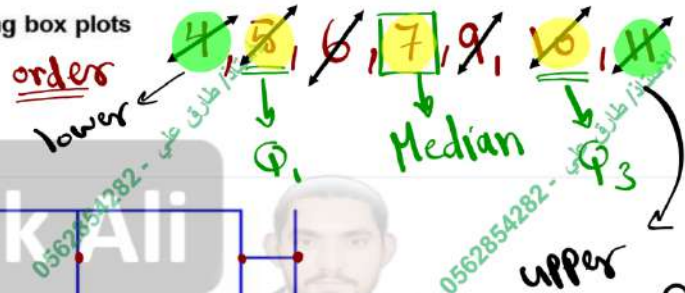 ng box plots
4, 5, 6, 7, 9, 10, 11
order
lower
Q1
Median
Q3
upper
k Ali
الأستاذ/ طارق علي - 0562854282
الأستاذ/ طارق علي - 0562854282